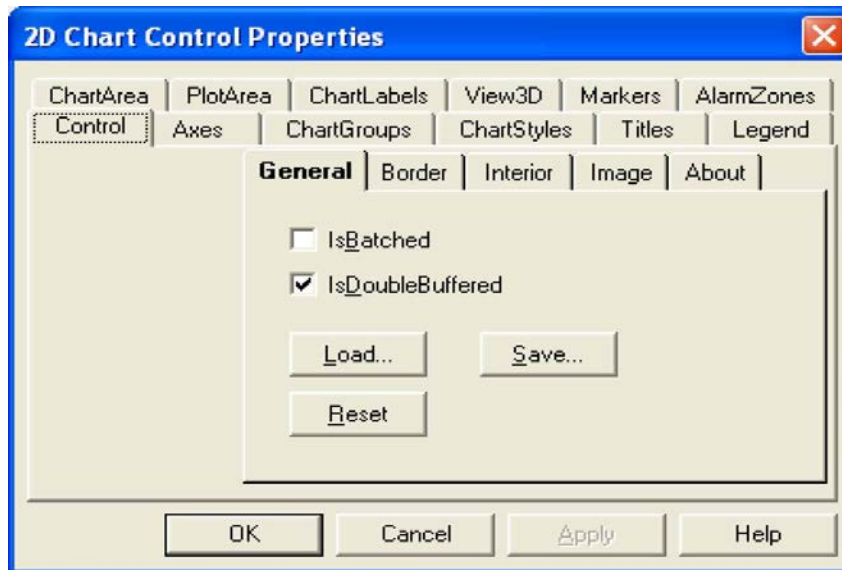 2D Chart Control Properties
ChartArea PlotArea ChartLabels View3D Markers AlarmZones
Control Axes ChartGroups ChartStyles Titles Legend
General Border Interior Image About
IsBatched
IsDoubleBuffered
Load... Save...
Reset
OK Cancel Apply Help